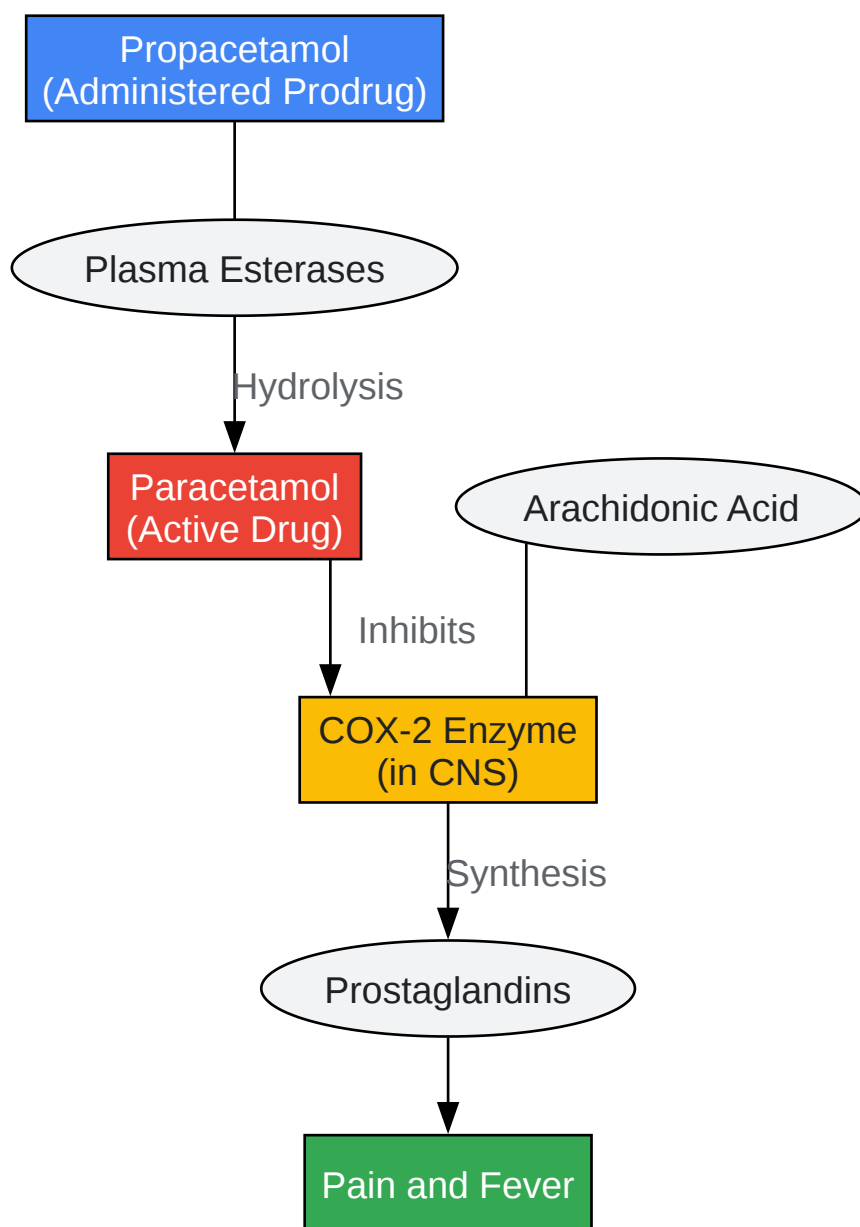 Propacetamol
(Administered Prodrug)
Plasma Esterases
Hydrolysis
Paracetamol
(Active Drug)
Arachidonic Acid
Inhibits
COX-2 Enzyme
(in CNS)
Synthesis
Prostaglandins
Pain and Fever